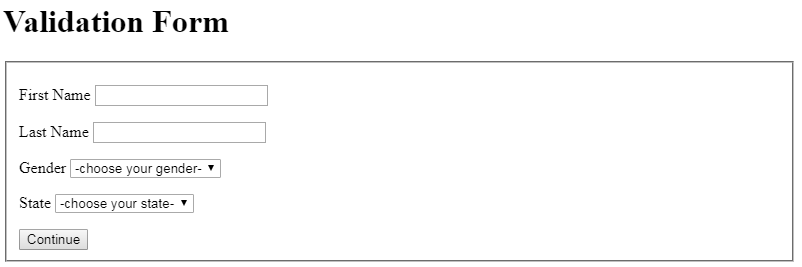 Validation Form
First Name
Last Name
Gender -choose your gender-
State -choose your state-
Continue